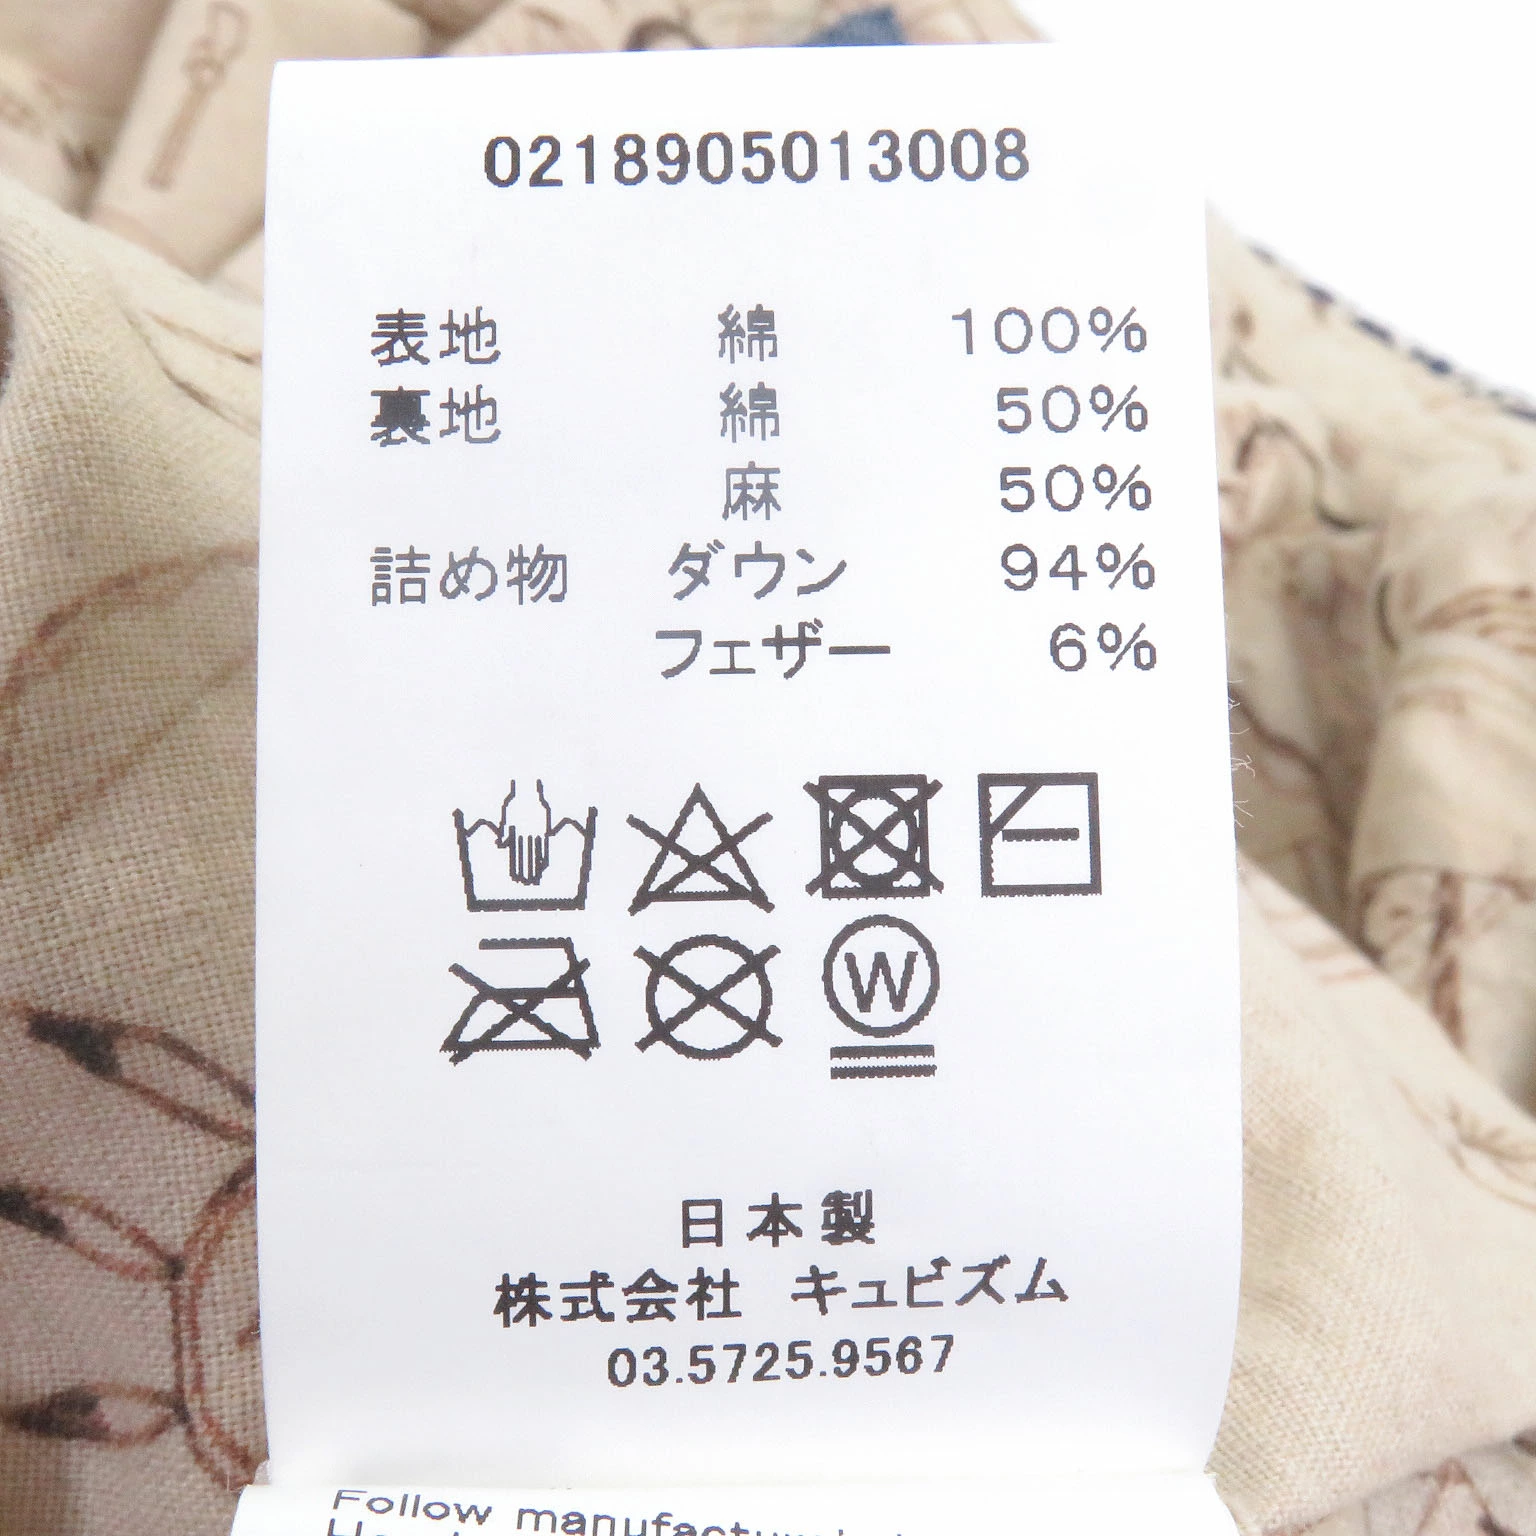 0218905013008
表地 綿 100%
裏地 綿 50%
麻 50%
詰め物 ダウン 94%
フェザー 6%
W
日本製
株式会社 キュビズム
03.5725.9567
Follow